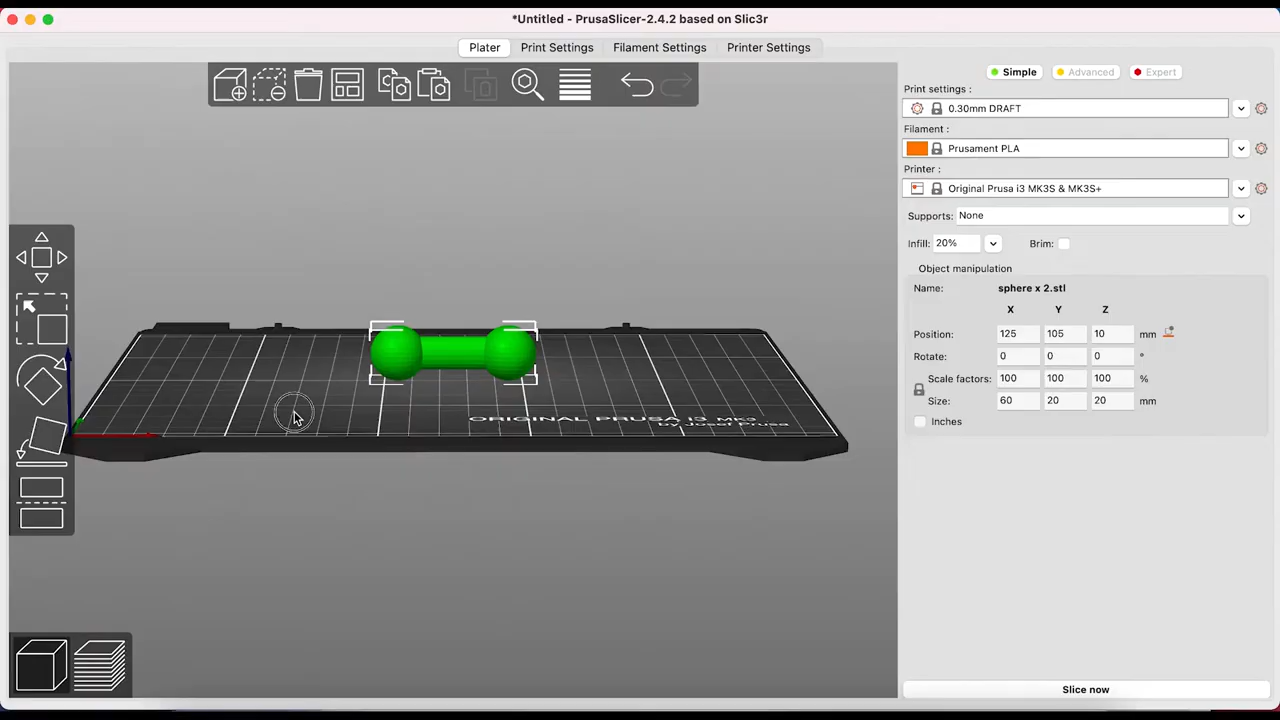 *Untitled - PrusaSlicer-2.4.2 based on Slic3r
Plater Print Settings Filament Settings Printer Settings
Simple Advanced Expert
Print settings :
0.30mm DRAFT
Filament :
Prusament PLA
Printer :
Original Prusa i3 MK3S & MK3S+
Supports: None
Infill: 20% Brim:
Object manipulation
Name: sphere x 2.stl
X Y Z
Position: 125 105 10 mm
Rotate: 0 0 0 °
Scale factors: 100 100 100 %
Size: 60 20 20 mm
Inches
ORIGINAL PRUSA i3 MK3
by Josef Prusa
Slice now